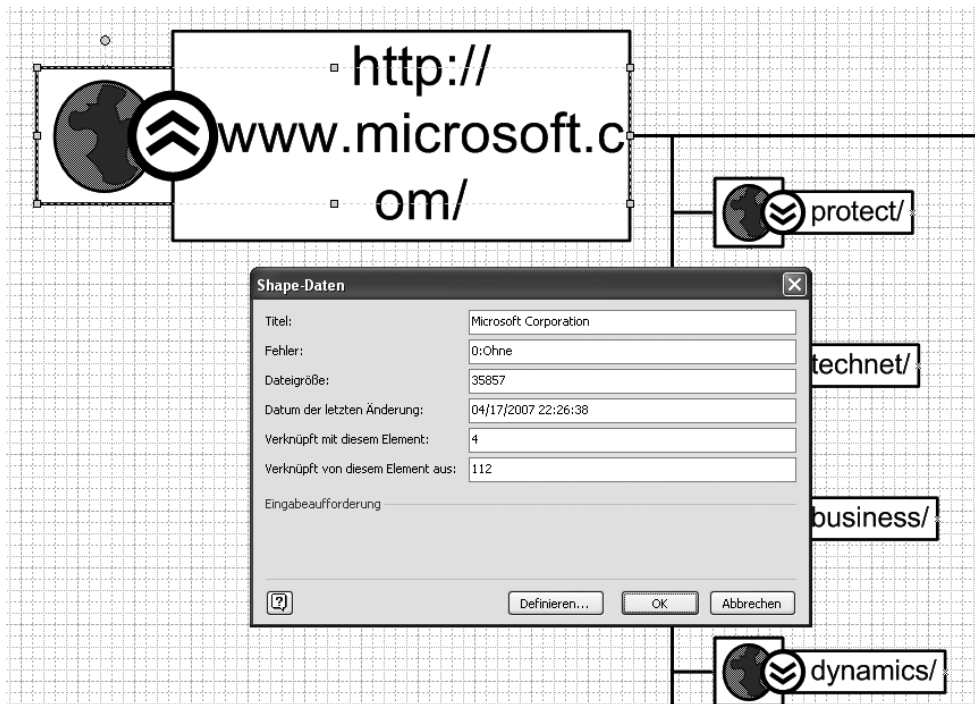 http://
www.microsoft.c
om/
protect/
Shape-Daten
Titel: Microsoft Corporation
Fehler: 0:Ohne
Dateigröße: 35857
technet/
Datum der letzten Änderung: 04/17/2007 22:26:38
Verknüpft mit diesem Element: 4
Verknüpft von diesem Element aus: 112
Eingabeaufforderung
business/
? Definieren... OK Abbrechen
dynamics/